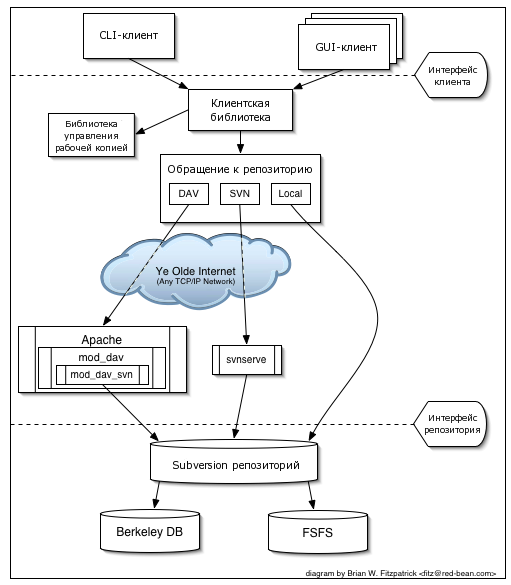 CLI-клиент
GUI-клиент
Интерфейс
клиента
Клиентская
библиотека
Библиотека
управления
рабочей копией
Обращение к репозиторию
DAV
SVN
Local
Ye Olde Internet
(Any TCP/IP Network)
Apache
mod_dav
mod_dav_svn
svnserve
Интерфейс
репозитория
Subversion репозиторий
Berkeley DB
FSFS
diagram by Brian W. Fitzpatrick <fitz@red-bean.com>